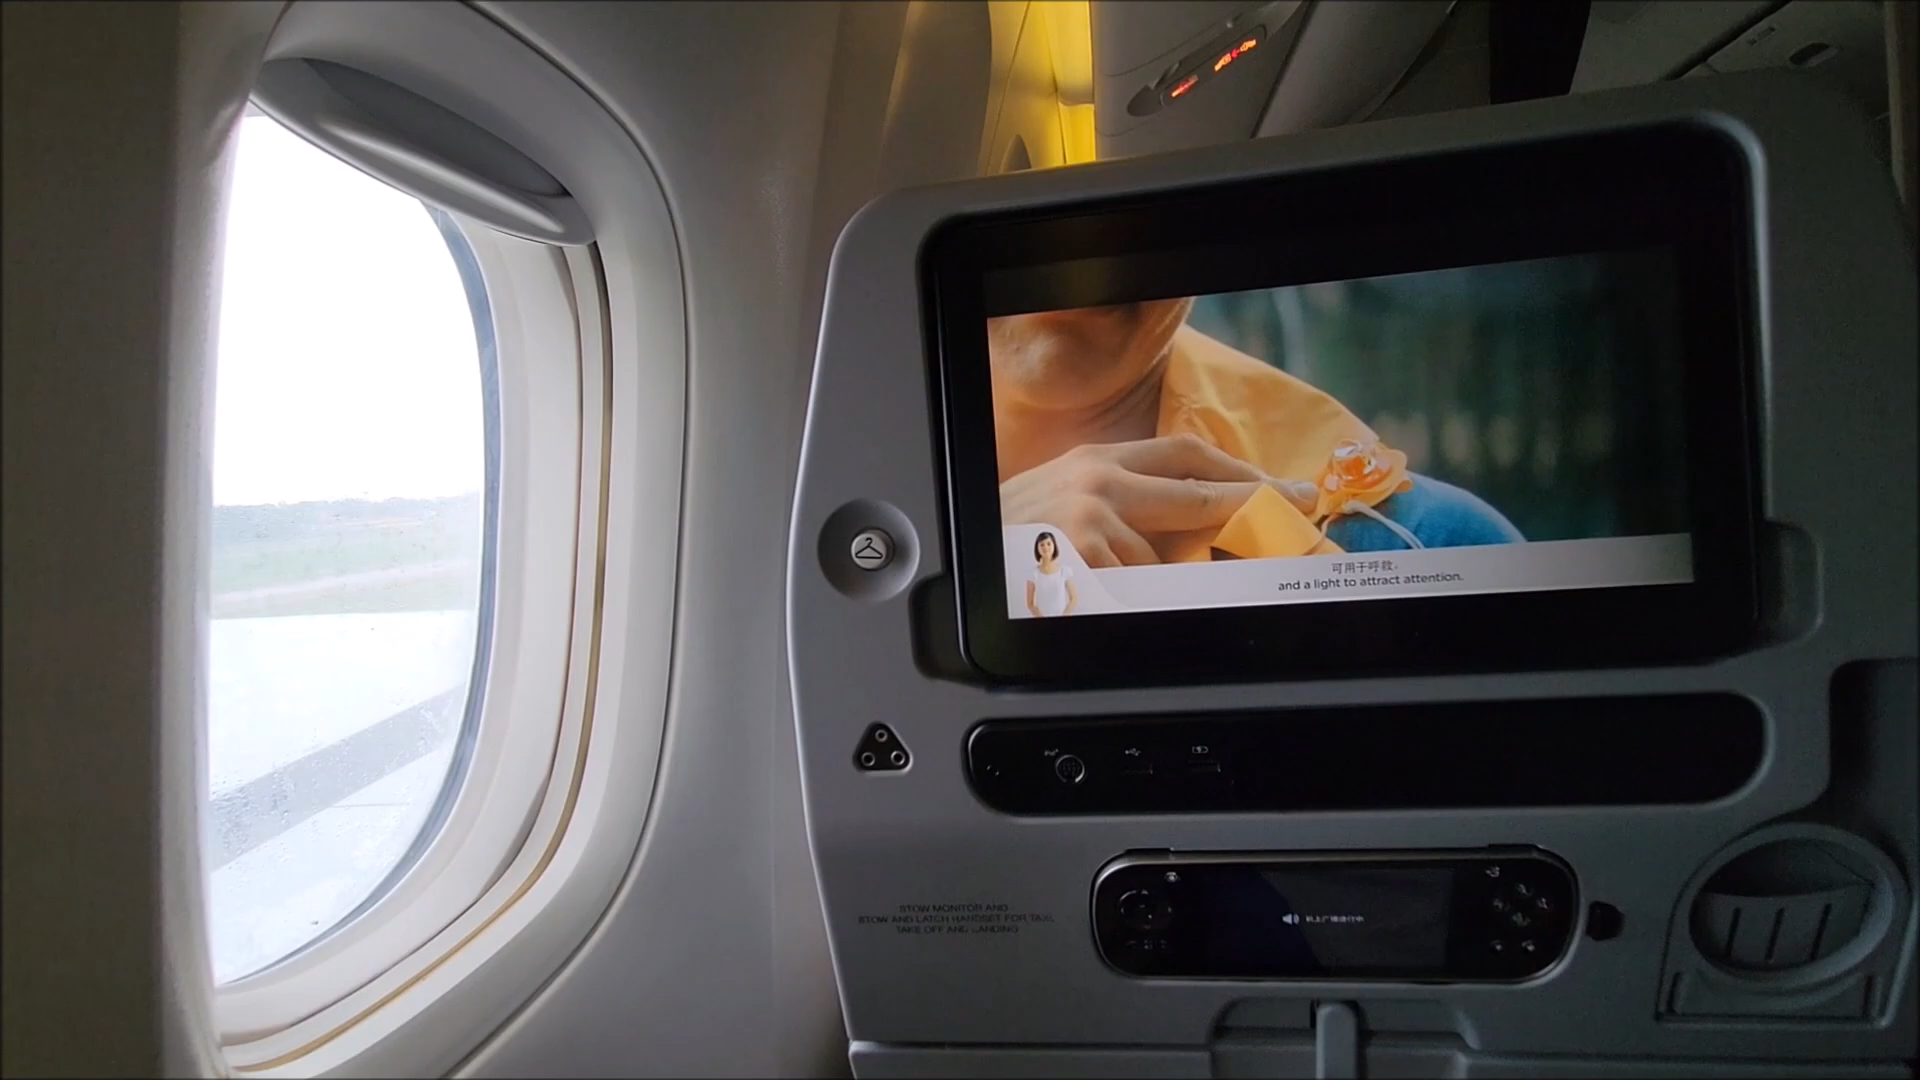 可用于呼救，
and a light to attract attention.
STOW MONITOR AND
STOW AND LATCH HANDSET FOR TAXI,
TAKE OFF AND LANDING